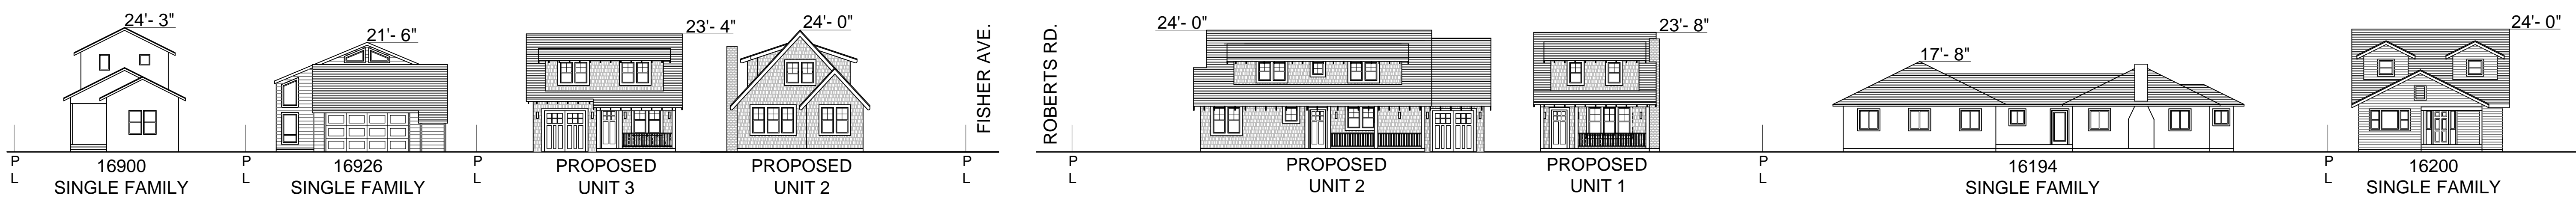 24'- 3"
21'- 6"
23'- 4"
24'- 0"
FISHER AVE.
ROBERTS RD.
24'- 0"
23'- 8"
17'- 8"
24'- 0"
P
L
16900
SINGLE FAMILY
P
L
16926
SINGLE FAMILY
P
L
PROPOSED
UNIT 3
PROPOSED
UNIT 2
P
L
P
L
PROPOSED
UNIT 2
PROPOSED
UNIT 1
P
L
16194
SINGLE FAMILY
P
L
16200
SINGLE FAMILY